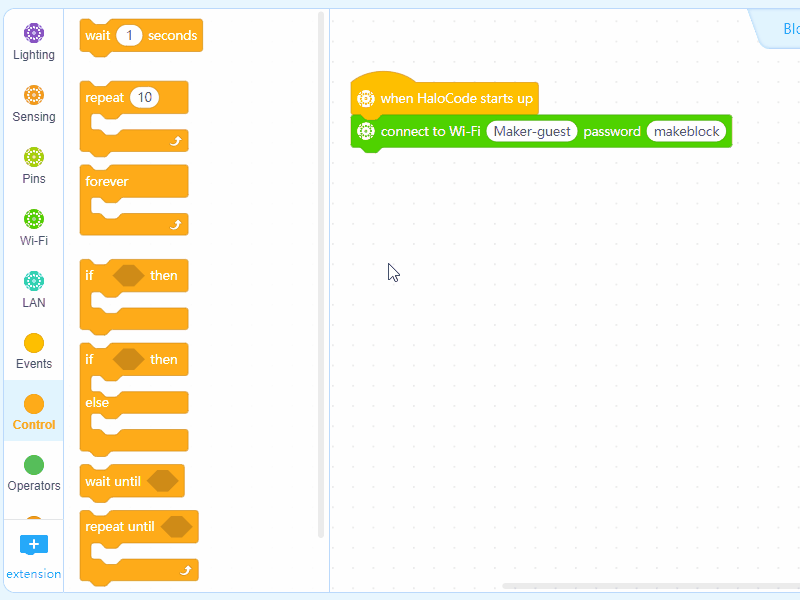 Lighting
Sensing
Pins
Wi-Fi
LAN
Events
Control
Operators
extension
wait 1 seconds
repeat 10
forever
if then
if then
else
wait until
repeat until
when HaloCode starts up
connect to Wi-Fi Maker-guest password makeblock